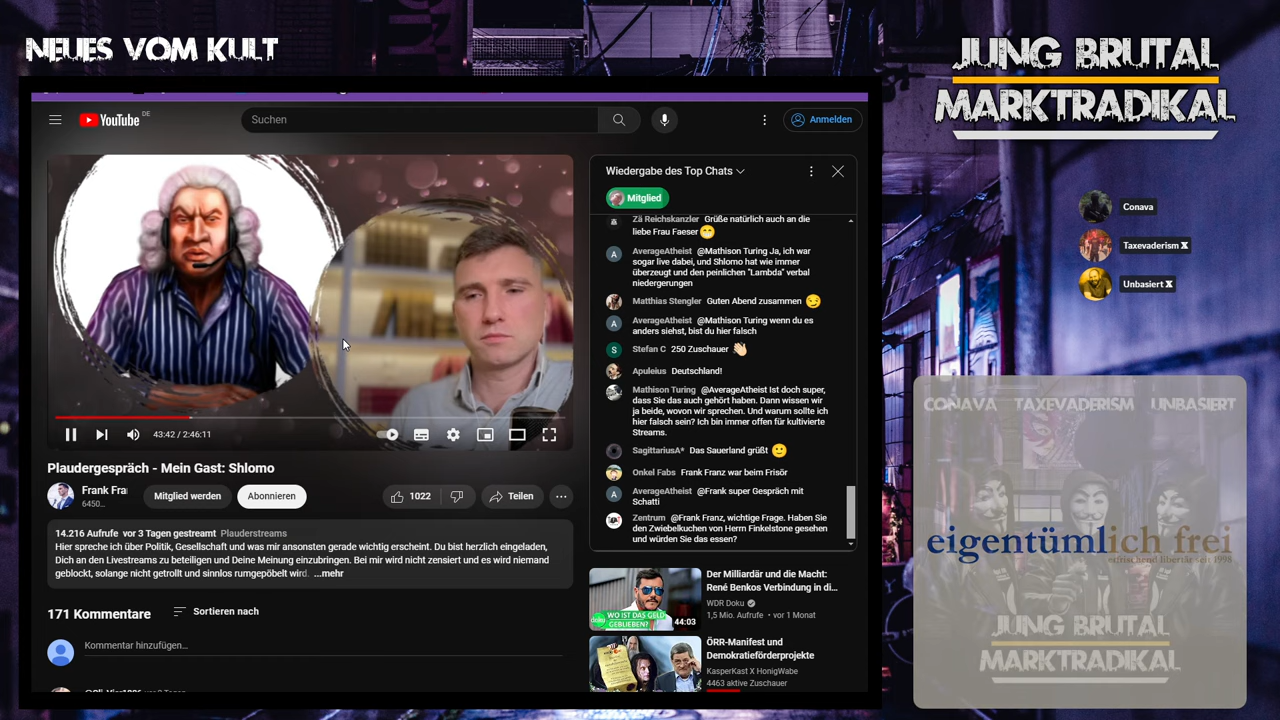 NEUES VOM KULT
JUNG BRUTAL
MARKTRADIKAL
YouTube DE
Suchen
Anmelden
Wiedergabe des Top Chats
Mitglied
Zä Reichskanzler Grüße natürlich auch an die
liebe Frau Faeser
AverageAtheist @Mathison Turing Ja, ich war
sogar live dabei, und Shlomo hat wie immer
überzeugt und den peinlichen "Lambda" verbal
niedergerungen
Matthias Stengler Guten Abend zusammen
AverageAtheist @Mathison Turing wenn du es
anders siehst, bist du hier falsch
Stefan C 250 Zuschauer
Apuleius Deutschland!
Mathison Turing @AverageAtheist Ist doch super,
dass Sie das auch gehört haben. Dann wissen wir
ja beide, wovon wir sprechen. Und warum sollte ich
hier falsch sein? Ich bin immer offen für kultivierte
Streams.
SagittariusA* Das Sauerland grüßt
Onkel Fabs Frank Franz war beim Frisör
AverageAtheist @Frank super Gespräch mit
Schatti
Zentrum @Frank Franz, wichtige Frage. Haben Sie
den Zwiebelkuchen von Herrn Finkelstone gesehen
und würden Sie das essen?
43:42 / 2:46:11
Plaudergespräch - Mein Gast: Shlomo
Frank Fra
6450...
Mitglied werden
Abonnieren
1022
Teilen
14.216 Aufrufe vor 3 Tagen gestreamt Plauderstreams
Hier spreche ich über Politik, Gesellschaft und was mir ansonsten gerade wichtig erscheint. Du bist herzlich eingeladen,
Dich an den Livestreams zu beteiligen und Deine Meinung einzubringen. Bei mir wird nicht zensiert und es wird niemand
geblockt, solange nicht getrollt und sinnlos rumgepöbelt wird. ...mehr
171 Kommentare
Sortieren nach
Kommentar hinzufügen...
WO IST DAS GELD
GEBLIEBEN?
44:03
Der Milliardär und die Macht:
René Benkos Verbindung in di...
WDR Doku
1,5 Mio. Aufrufe • vor 1 Monat
ÖRR-Manifest und
Demokratieförderprojekte
KasperKast X HonigWabe
4463 aktive Zuschauer
Conava
Taxevaderism X
Unbasiert X
CONAVA TAXEVADERISM UNBASIERT
eigentümlich frei
erfrischend libertär seit 1998
JUNG BRUTAL
MARKTRADIKAL